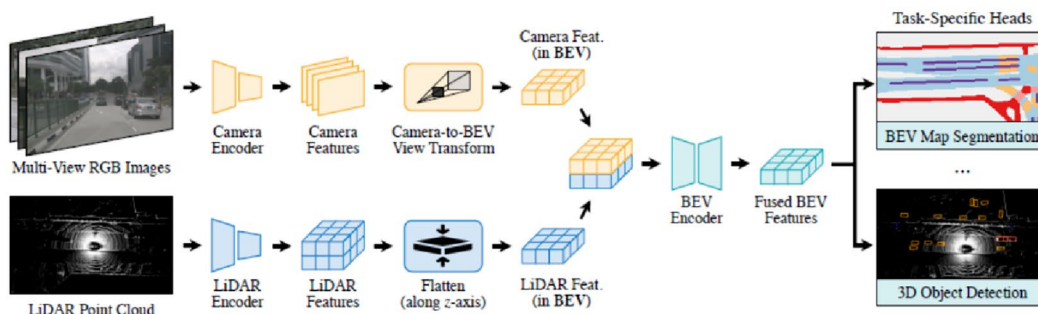 Multi-View RGB Images
Camera
Encoder
Camera
Features
Camera-to-BEV
View Transform
Camera Feat.
(in BEV)
LiDAR Point Cloud
LiDAR
Encoder
LiDAR
Features
Flatten
(along z-axis)
LiDAR Feat.
(in BEV)
BEV
Encoder
Fused BEV
Features
Task-Specific Heads
BEV Map Segmentation
...
3D Object Detection